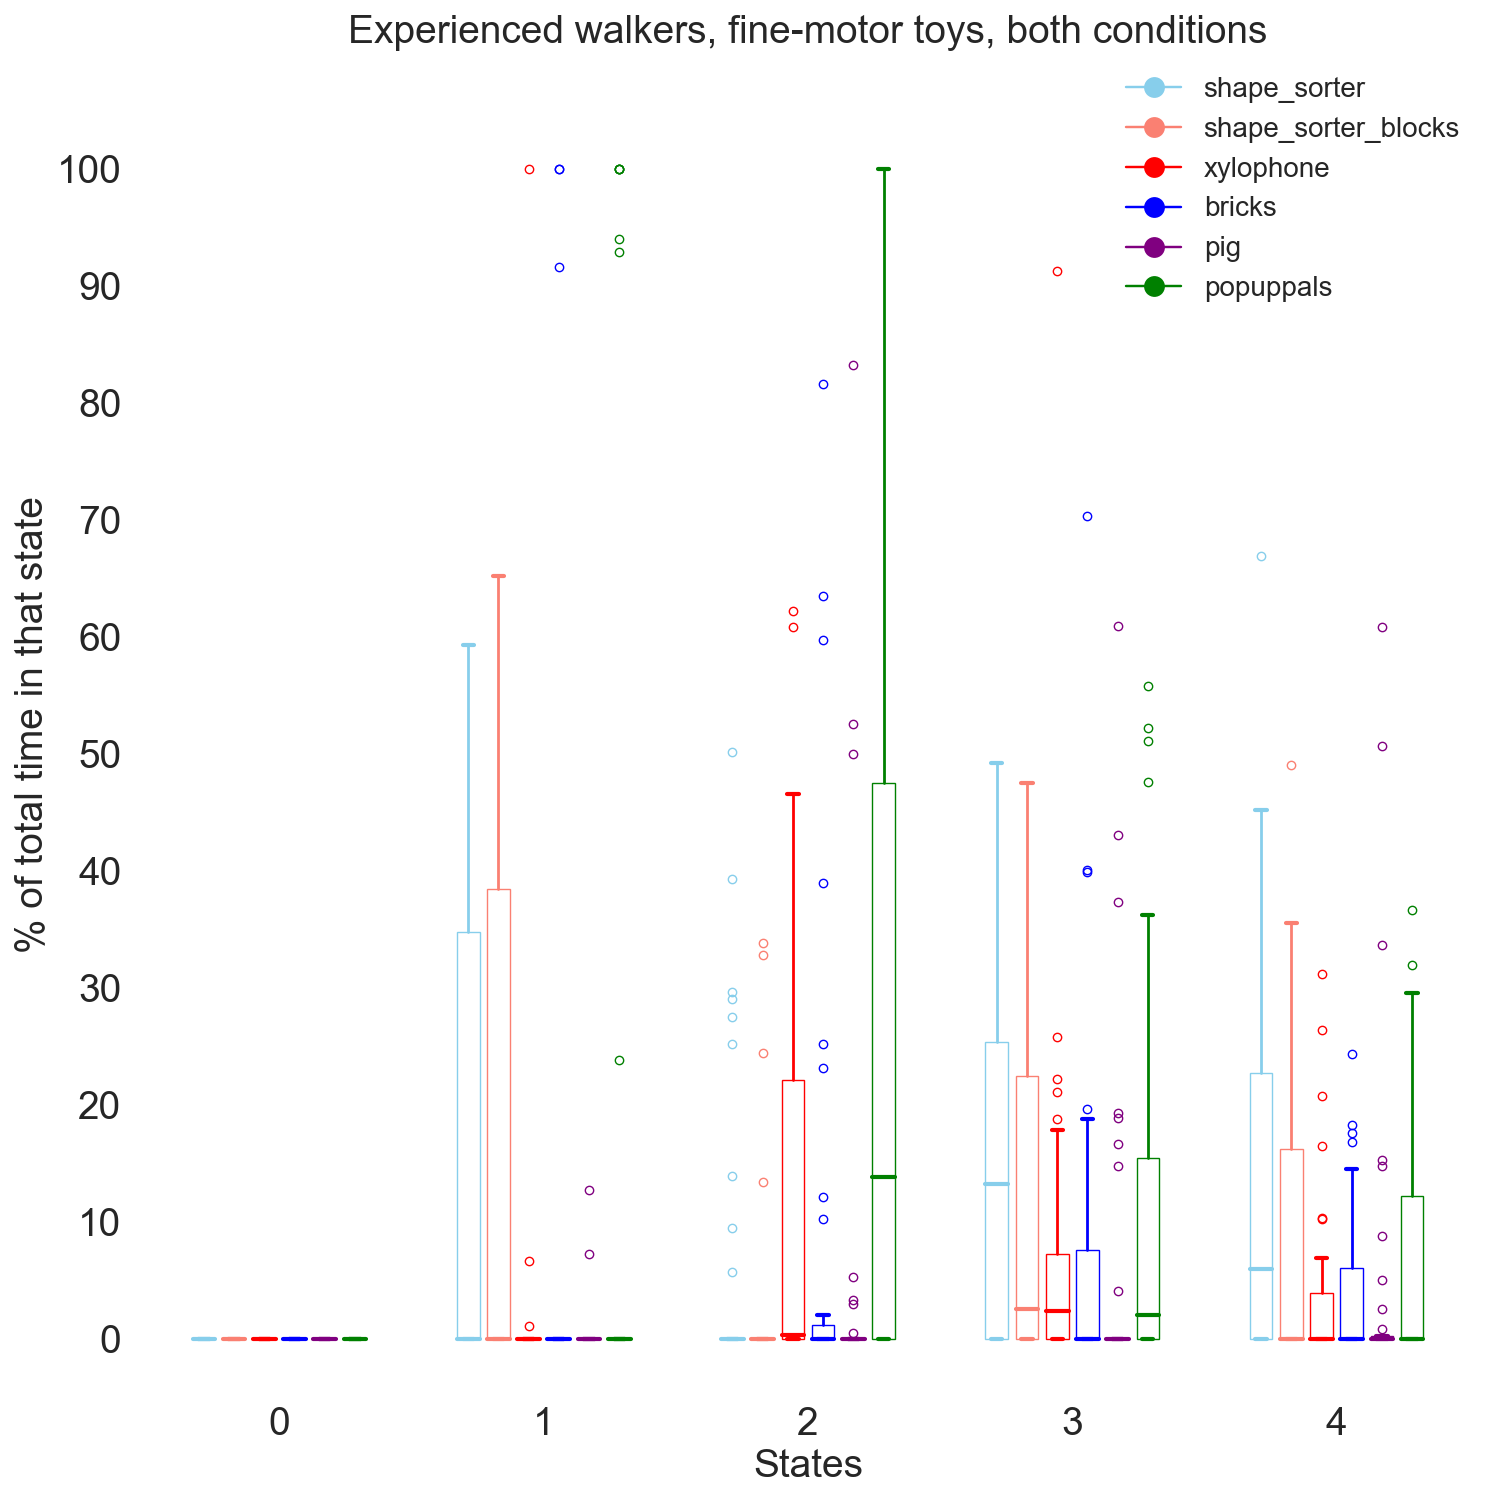 Experienced walkers, fine-motor toys, both conditions
shape_sorter
shape_sorter_blocks
xylophone
bricks
pig
popuppals
100
90
80
70
60
50
40
30
20
10
0
% of total time in that state
0 1 2 3 4
States